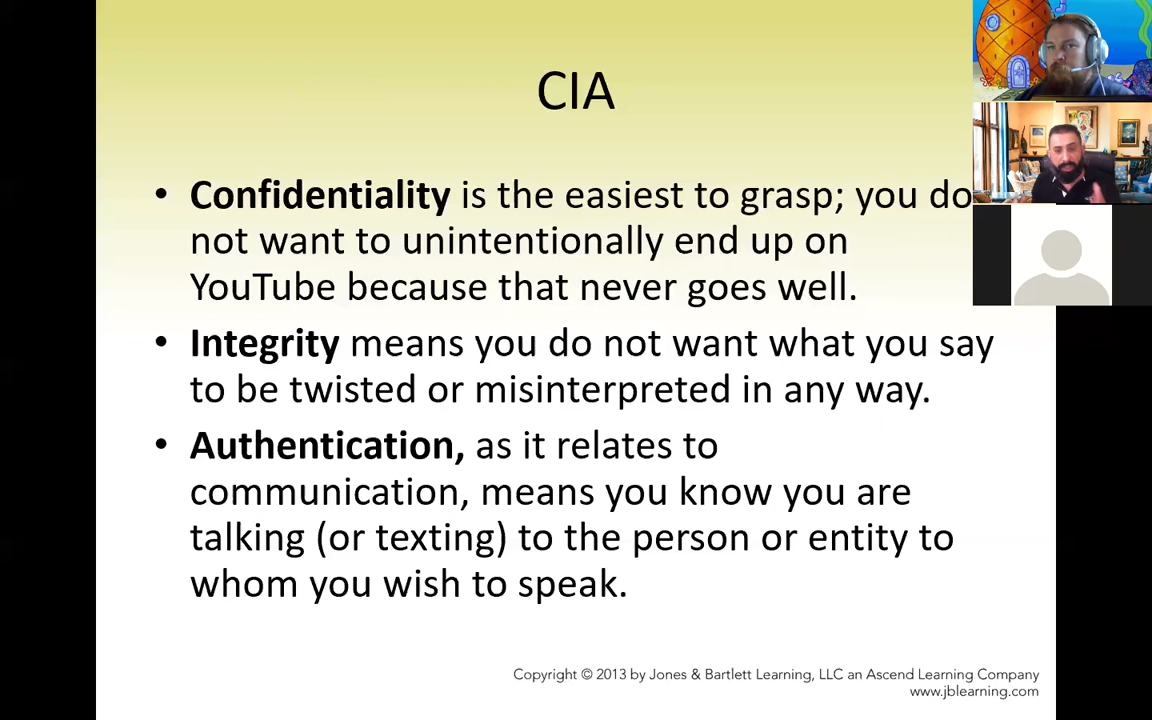 CIA
• Confidentiality is the easiest to grasp; you do
not want to unintentionally end up on
YouTube because that never goes well.
• Integrity means you do not want what you say
to be twisted or misinterpreted in any way.
• Authentication, as it relates to
communication, means you know you are
talking (or texting) to the person or entity to
whom you wish to speak.
Copyright © 2013 by Jones & Bartlett Learning, LLC an Ascend Learning Company
www.jblearning.com